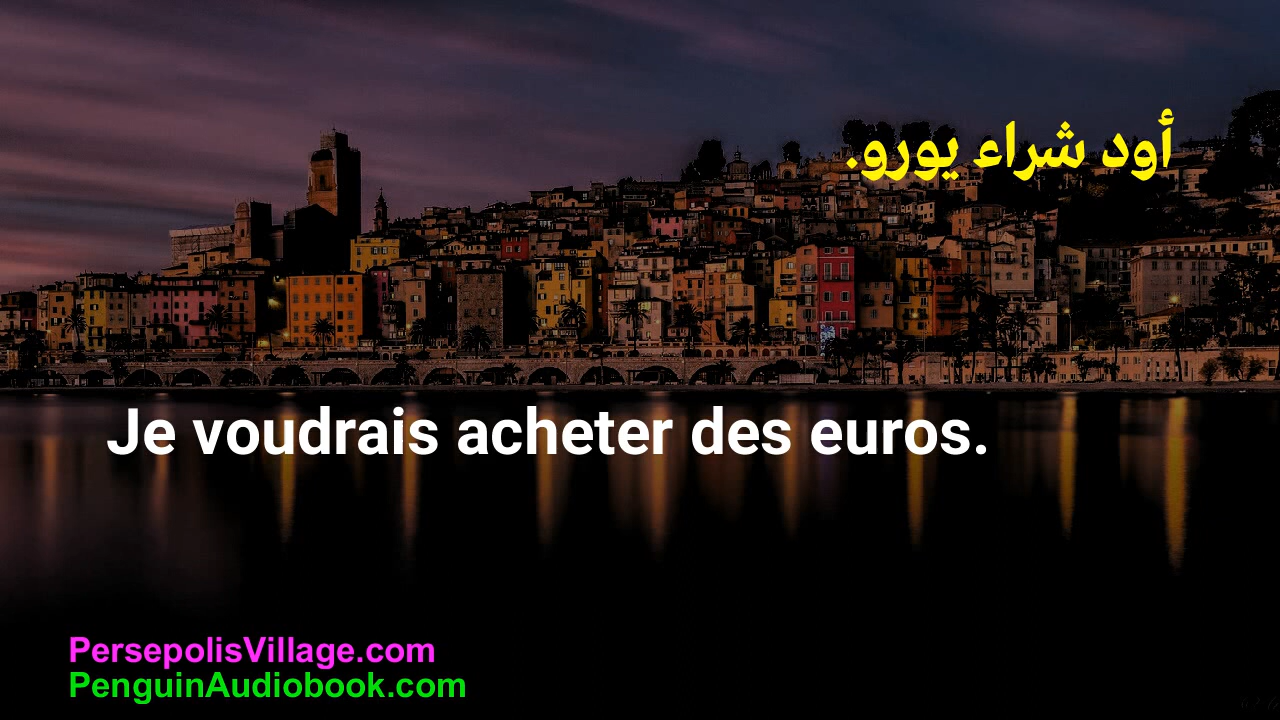 أود شراء يورو.
Je voudrais acheter des euros.
PersepolisVillage.com
PenguinAudiobook.com